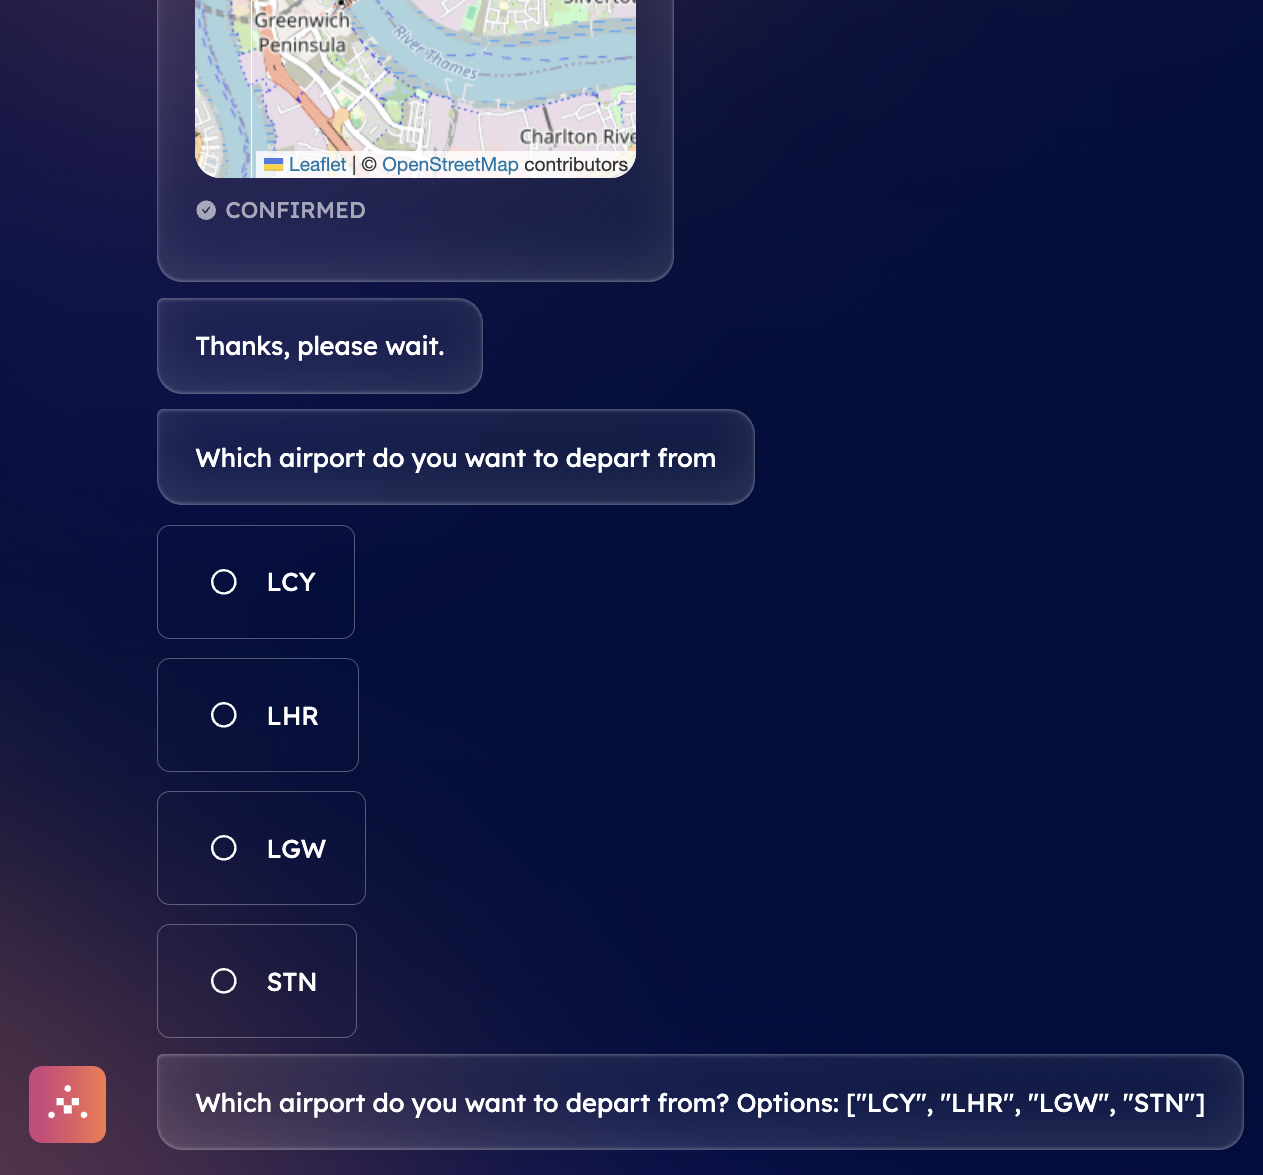 Greenwich
Peninsula
River Thames
Charlton Rive
Leaflet | © OpenStreetMap contributors
CONFIRMED
Thanks, please wait.
Which airport do you want to depart from
LCY
LHR
LGW
STN
Which airport do you want to depart from? Options: ["LCY", "LHR", "LGW", "STN"]